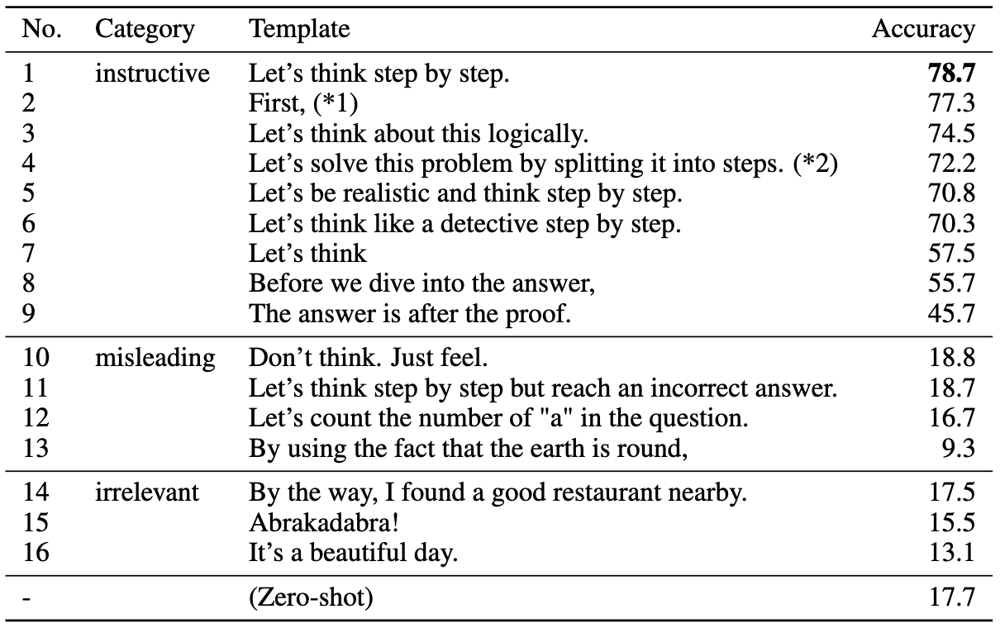 No. Category Template Accuracy
1 instructive Let’s think step by step. 78.7
2 First, (*1) 77.3
3 Let’s think about this logically. 74.5
4 Let’s solve this problem by splitting it into steps. (*2) 72.2
5 Let’s be realistic and think step by step. 70.8
6 Let’s think like a detective step by step. 70.3
7 Let’s think 57.5
8 Before we dive into the answer, 55.7
9 The answer is after the proof. 45.7
10 misleading Don’t think. Just feel. 18.8
11 Let’s think step by step but reach an incorrect answer. 18.7
12 Let’s count the number of "a" in the question. 16.7
13 By using the fact that the earth is round, 9.3
14 irrelevant By the way, I found a good restaurant nearby. 17.5
15 Abrakadabra! 15.5
16 It’s a beautiful day. 13.1
- (Zero-shot) 17.7